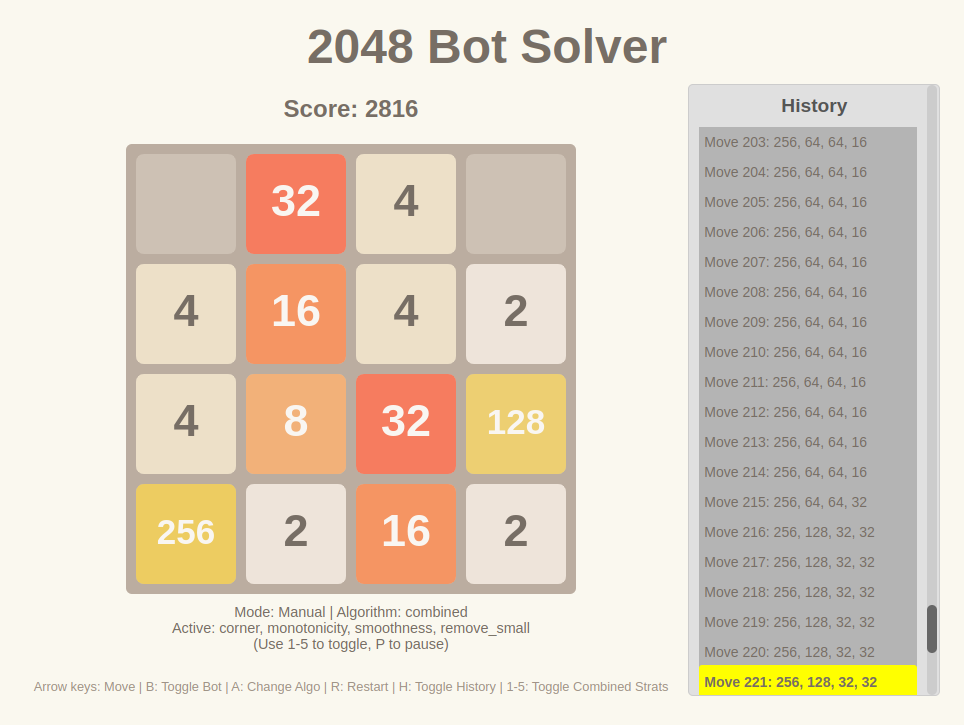 2048 Bot Solver
Score: 2816
32 4
4 16 4 2
4 8 32 128
256 2 16 2
Mode: Manual | Algorithm: combined
Active: corner, monotonicity, smoothness, remove_small
(Use 1-5 to toggle, P to pause)
Arrow keys: Move | B: Toggle Bot | A: Change Algo | R: Restart | H: Toggle History | 1-5: Toggle Combined Strats
History
Move 203: 256, 64, 64, 16
Move 204: 256, 64, 64, 16
Move 205: 256, 64, 64, 16
Move 206: 256, 64, 64, 16
Move 207: 256, 64, 64, 16
Move 208: 256, 64, 64, 16
Move 209: 256, 64, 64, 16
Move 210: 256, 64, 64, 16
Move 211: 256, 64, 64, 16
Move 212: 256, 64, 64, 16
Move 213: 256, 64, 64, 16
Move 214: 256, 64, 64, 16
Move 215: 256, 64, 64, 32
Move 216: 256, 128, 32, 32
Move 217: 256, 128, 32, 32
Move 218: 256, 128, 32, 32
Move 219: 256, 128, 32, 32
Move 220: 256, 128, 32, 32
Move 221: 256, 128, 32, 32